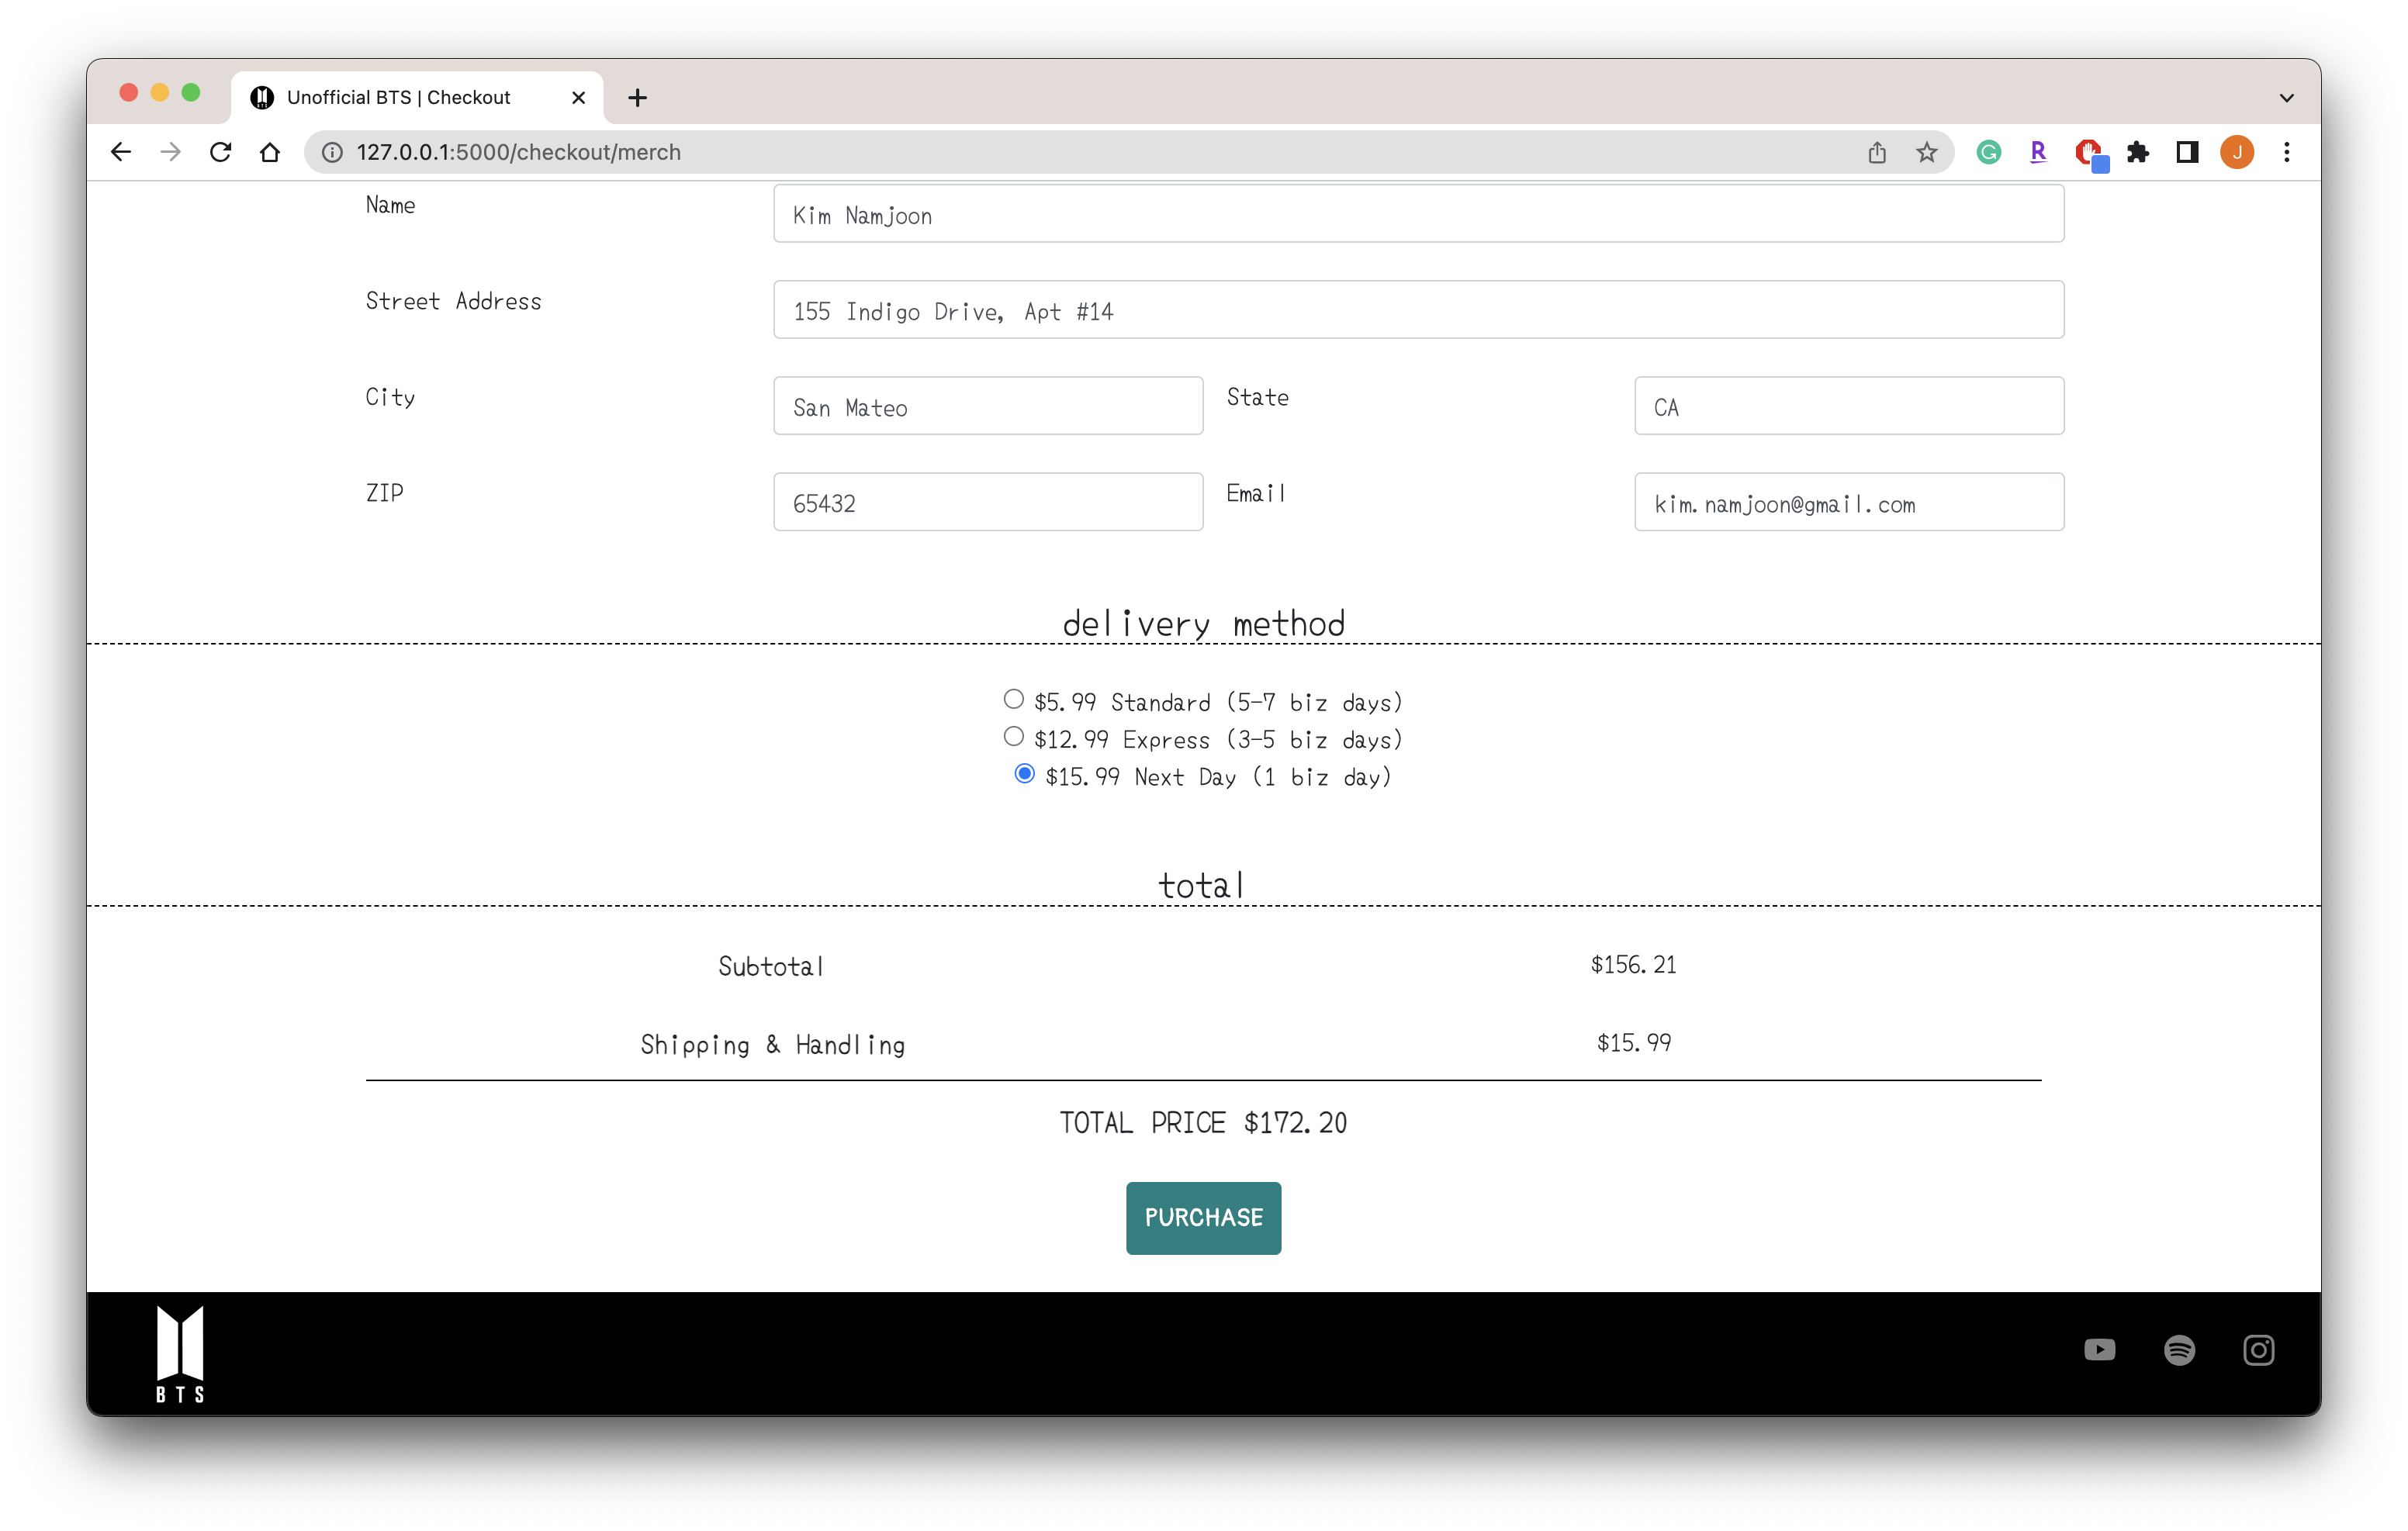 Unofficial BTS | Checkout
127.0.0.1:5000/checkout/merch
J
Name Kim Namjoon
Street Address 155 Indigo Drive, Apt #14
City San Mateo State CA
ZIP 65432 Email kim.namjoon@gmail.com
delivery method
$5.99 Standard (5-7 biz days)
$12.99 Express (3-5 biz days)
$15.99 Next Day (1 biz day)
total
Subtotal $156.21
Shipping & Handling $15.99
TOTAL PRICE $172.20
PURCHASE
BTS